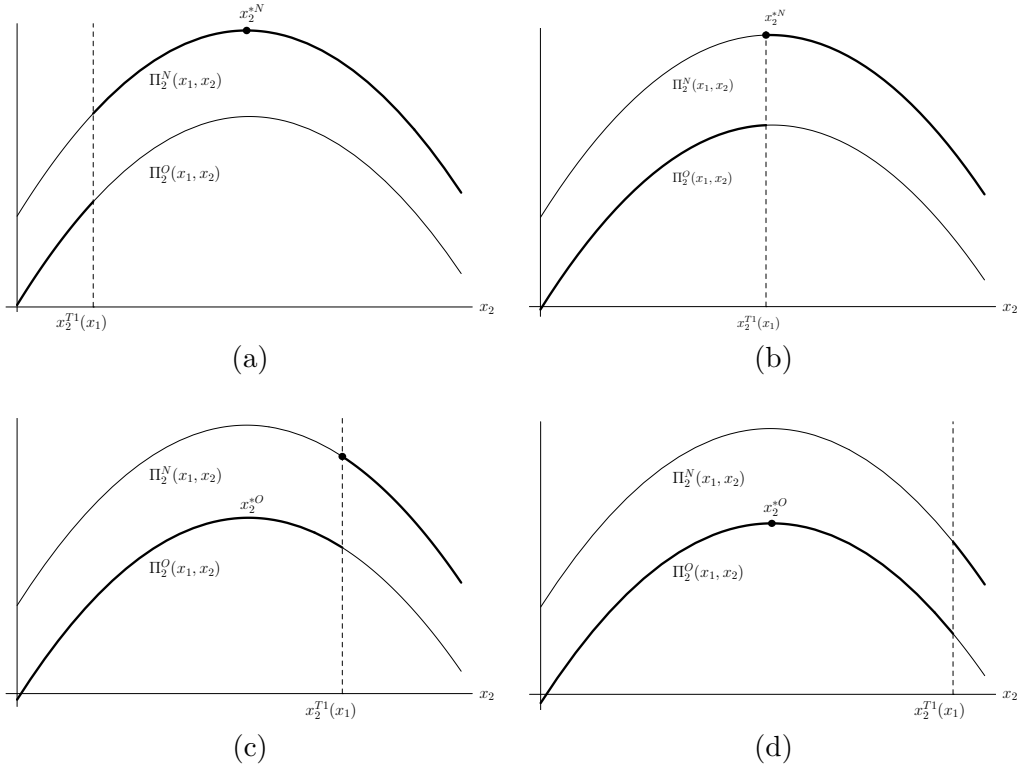 x_2^{*N}
Π_2^N(x_1, x_2)
Π_2^O(x_1, x_2)
x_2
x_2^{T1}(x_1)
(a)
x_2^{*N}
Π_2^N(x_1, x_2)
Π_2^O(x_1, x_2)
x_2
x_2^{T1}(x_1)
(b)
Π_2^N(x_1, x_2)
x_2^{*O}
Π_2^O(x_1, x_2)
x_2
x_2^{T1}(x_1)
(c)
Π_2^N(x_1, x_2)
x_2^{*O}
Π_2^O(x_1, x_2)
x_2
x_2^{T1}(x_1)
(d)